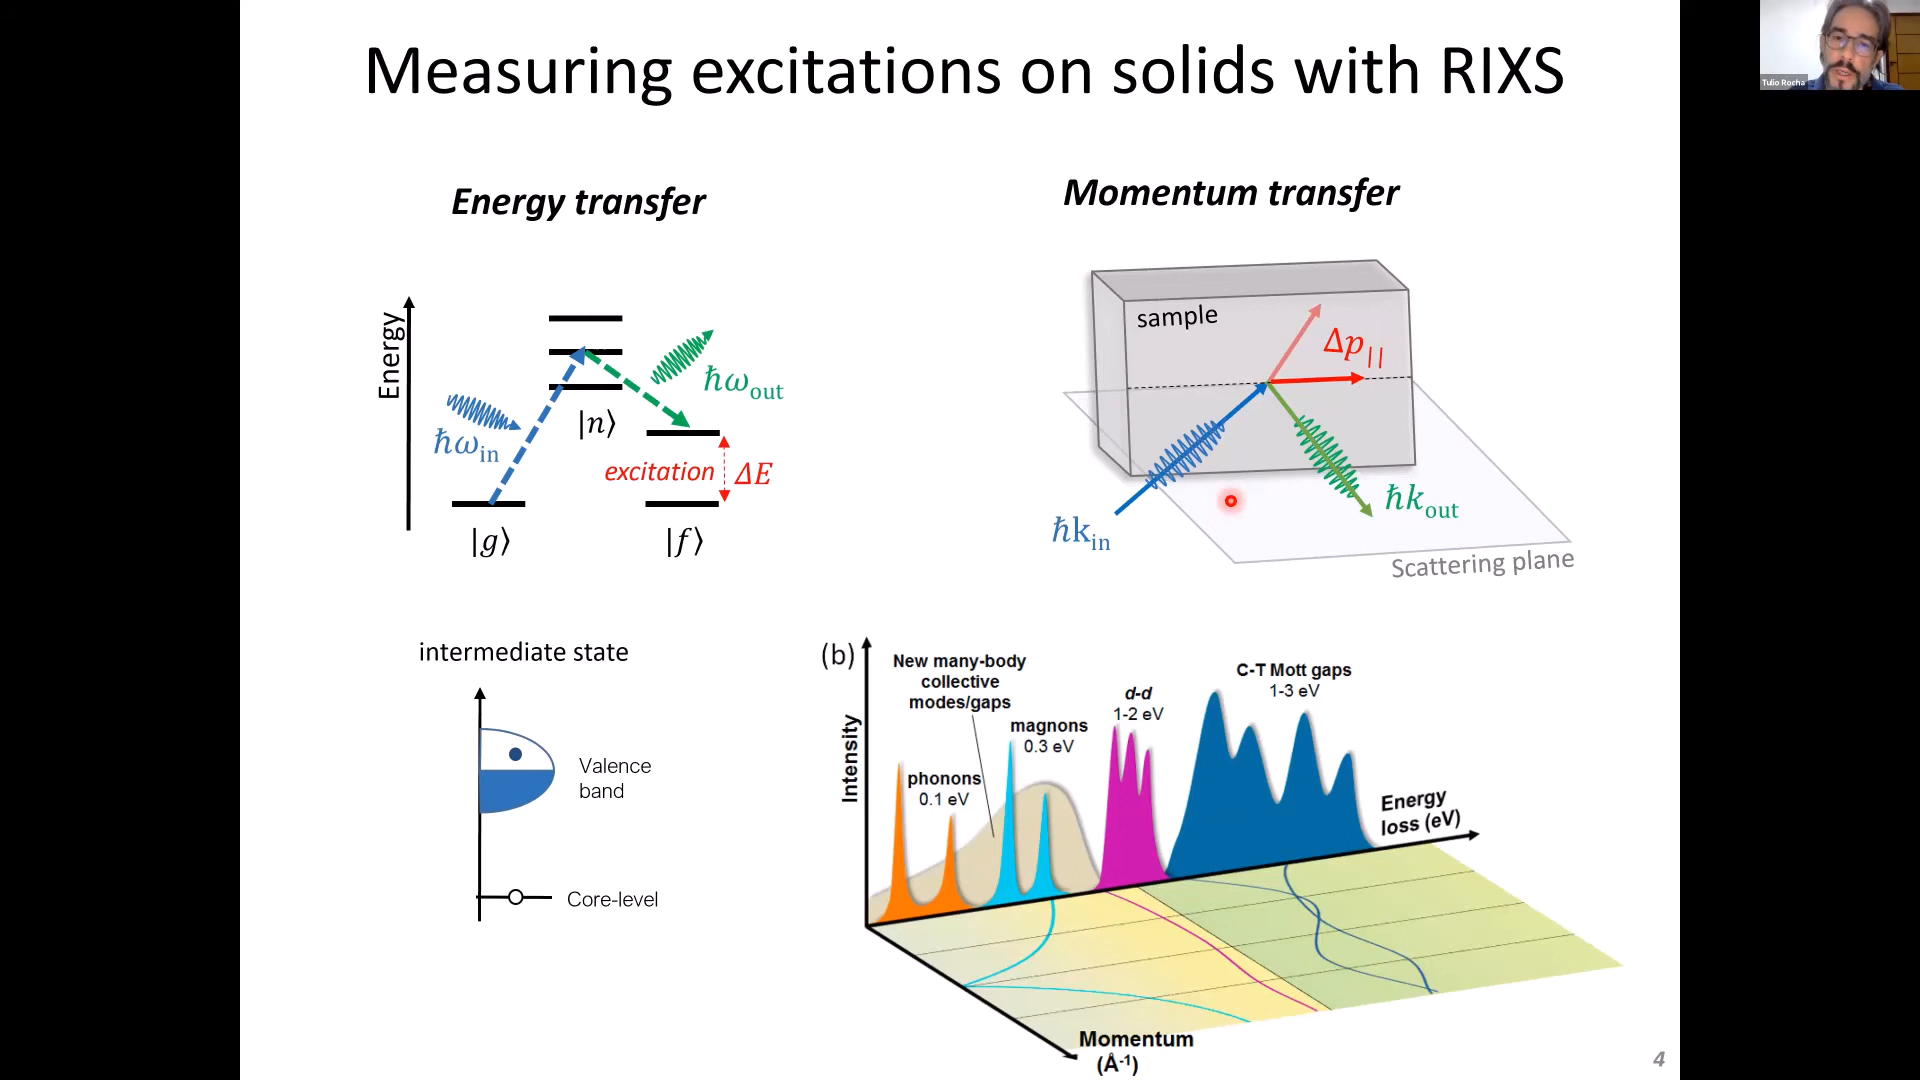 Measuring excitations on solids with RIXS
Tulio Rocha
Energy transfer
Energy
ħω_in
|n⟩
ħω_out
excitation
ΔE
|g⟩
|f⟩
Momentum transfer
sample
Δp_||
ħk_in
ħk_out
Scattering plane
intermediate state
Valence
band
Core-level
(b)
Intensity
New many-body
collective
modes/gaps
phonons
0.1 eV
magnons
0.3 eV
d-d
1-2 eV
C-T Mott gaps
1-3 eV
Energy
loss (eV)
Momentum
(Å⁻¹)
4